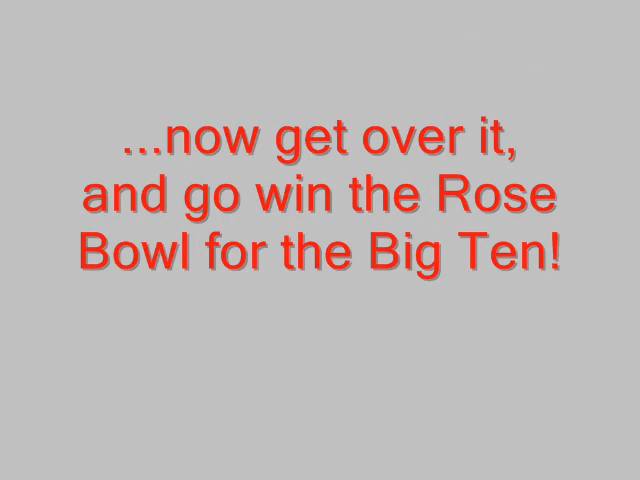 ...now get over it,
and go win the Rose
Bowl for the Big Ten!